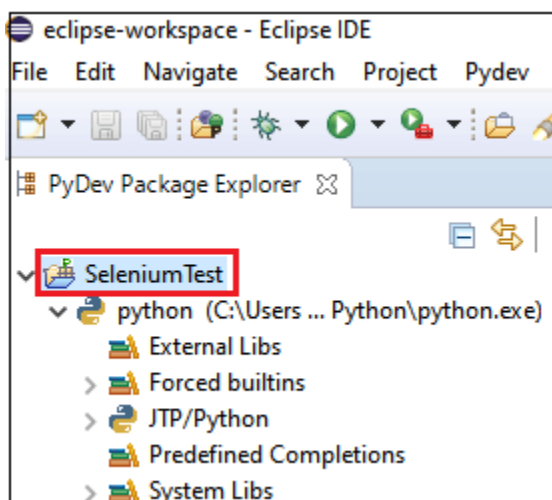 eclipse-workspace - Eclipse IDE
File Edit Navigate Search Project Pydev
PyDev Package Explorer
SeleniumTest
python (C:\Users ... Python\python.exe)
External Libs
Forced builtins
JTP/Python
Predefined Completions
System Libs